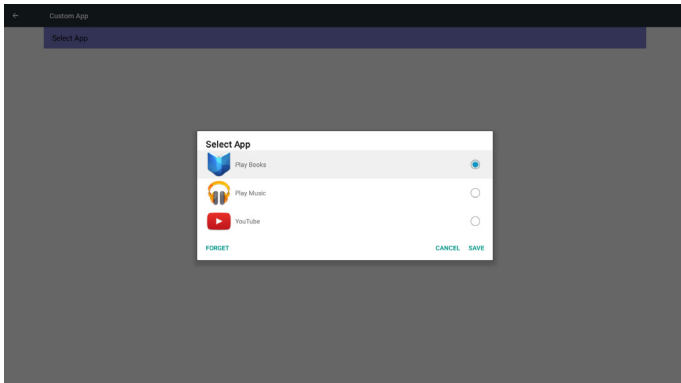 Custom App
Select App
Select App
Play Books
Play Music
YouTube
FORGET CANCEL SAVE